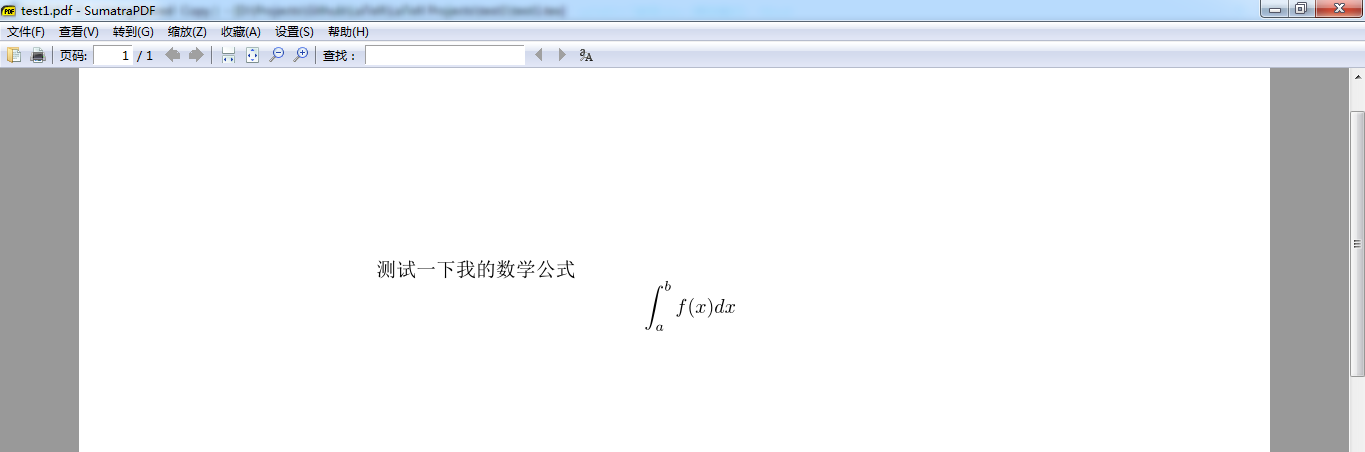 test1.pdf - SumatraPDF
文件(F) 查看(V) 转到(G) 缩放(Z) 收藏(A) 设置(S) 帮助(H)
页码: 1 / 1 查找：
测试一下我的数学公式
∫_a^b f(x)dx